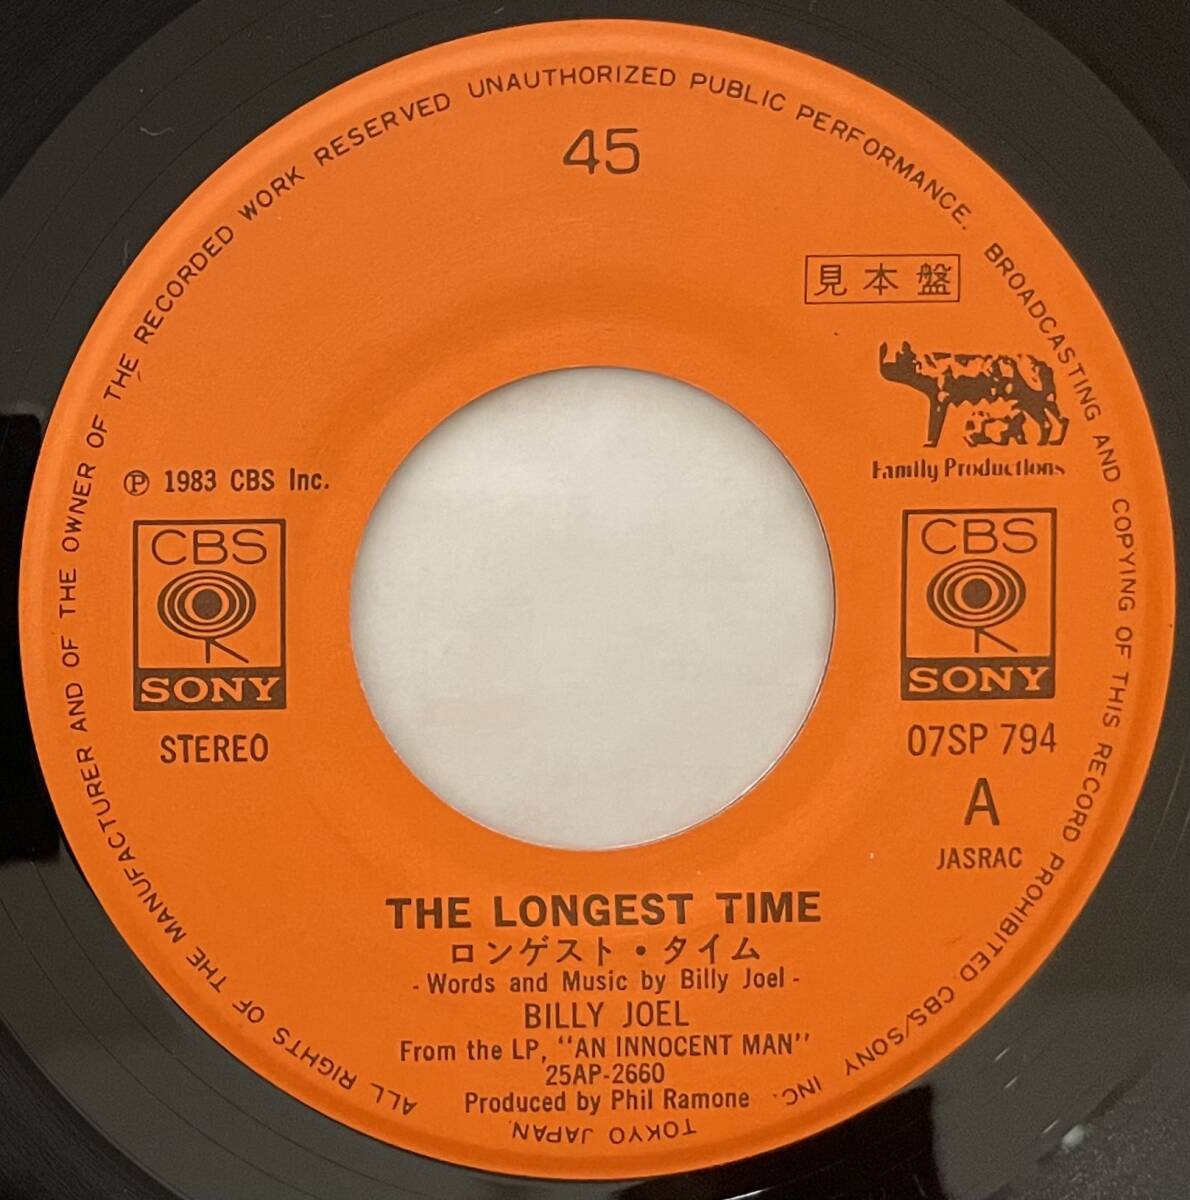 ALL RIGHTS OF THE MANUFACTURER AND OF THE OWNER OF THE RECORDED WORK RESERVED UNAUTHORIZED PUBLIC PERFORMANCE. BROADCASTING AND COPYING OF THIS RECORD PROHIBITED. CBS/SONY INC.
TOKYO JAPAN.
45
見本盤
Family Productions
Ⓟ 1983 CBS Inc.
CBS
SONY
STEREO
CBS
SONY
07SP 794
A
JASRAC
THE LONGEST TIME
ロンゲスト・タイム
- Words and Music by Billy Joel -
BILLY JOEL
From the LP, "AN INNOCENT MAN"
25AP-2660
Produced by Phil Ramone